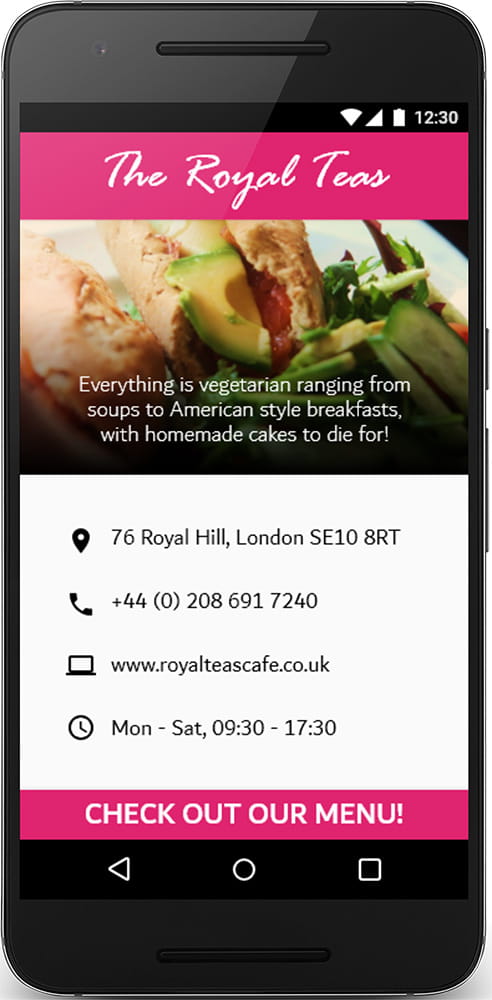 12:30
The Royal Teas
Everything is vegetarian ranging from
soups to American style breakfasts,
with homemade cakes to die for!
76 Royal Hill, London SE10 8RT
+44 (0) 208 691 7240
www.royalteascafe.co.uk
Mon - Sat, 09:30 - 17:30
CHECK OUT OUR MENU!